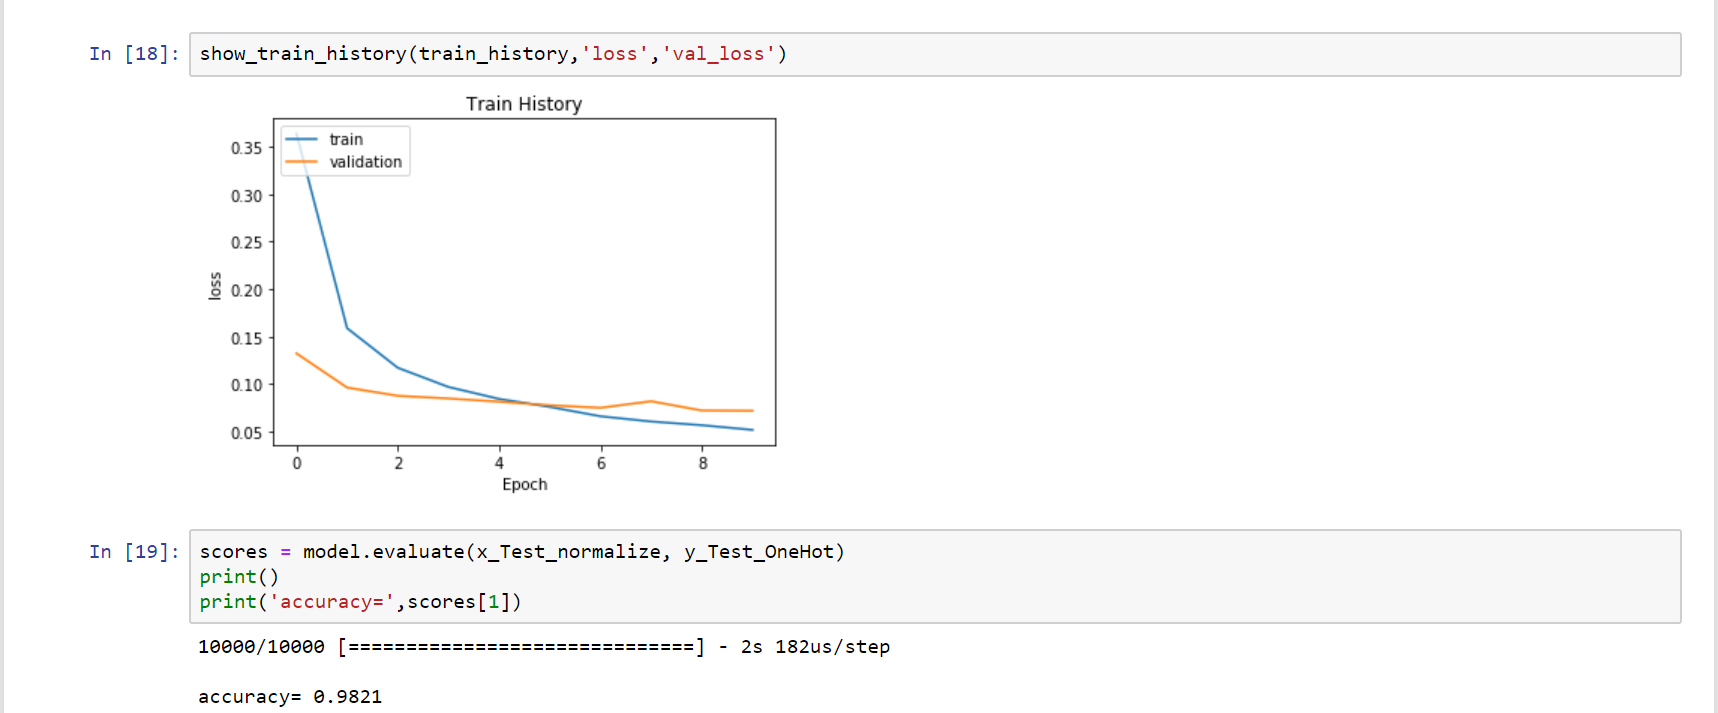 In [18]: show_train_history(train_history,'loss','val_loss')
Train History
train
validation
0.35
0.30
0.25
0.20
0.15
0.10
0.05
loss
0 2 4 6 8
Epoch
In [19]: scores = model.evaluate(x_Test_normalize, y_Test_OneHot)
print()
print('accuracy=',scores[1])
10000/10000 [==============================] - 2s 182us/step
accuracy= 0.9821